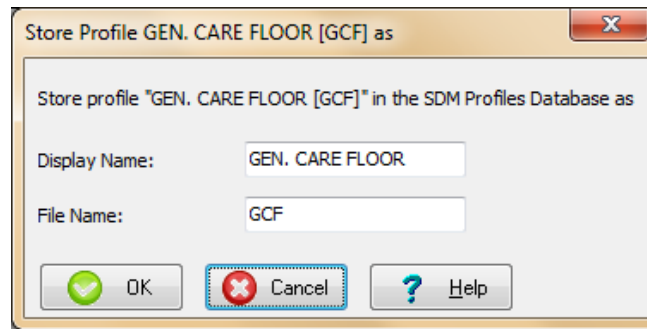 Store Profile GEN. CARE FLOOR [GCF] as
Store profile "GEN. CARE FLOOR [GCF]" in the SDM Profiles Database as
Display Name: GEN. CARE FLOOR
File Name: GCF
OK Cancel ? Help